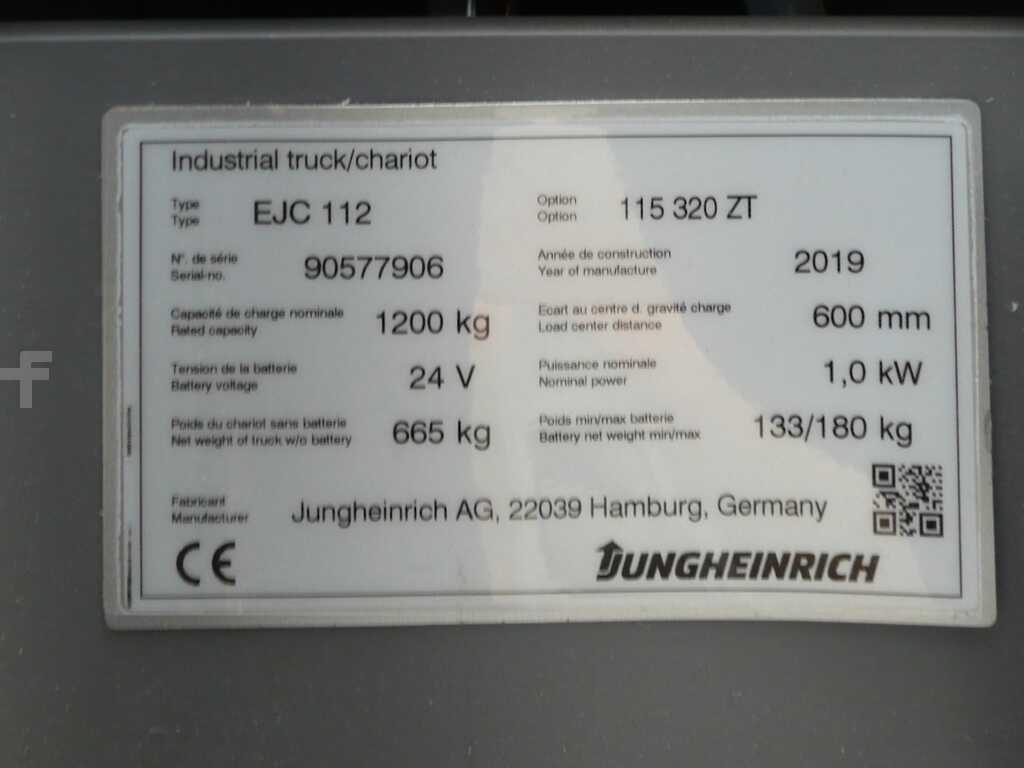 Industrial truck/chariot
Type
Type
EJC 112
Option
Option
115 320 ZT
N°. de série
Serial-no.
90577906
Année de construction
Year of manufacture
2019
Capacité de charge nominale
Rated capacity
1200 kg
Ecart au centre d. gravité charge
Load center distance
600 mm
Tension de la batterie
Battery voltage
24 V
Puissance nominale
Nominal power
1,0 kW
Poids du chariot sans batterie
Net weight of truck w/o battery
665 kg
Poids min/max batterie
Battery net weight min/max
133/180 kg
Fabricant
Manufacturer
Jungheinrich AG, 22039 Hamburg, Germany
CE
JUNGHEINRICH
f